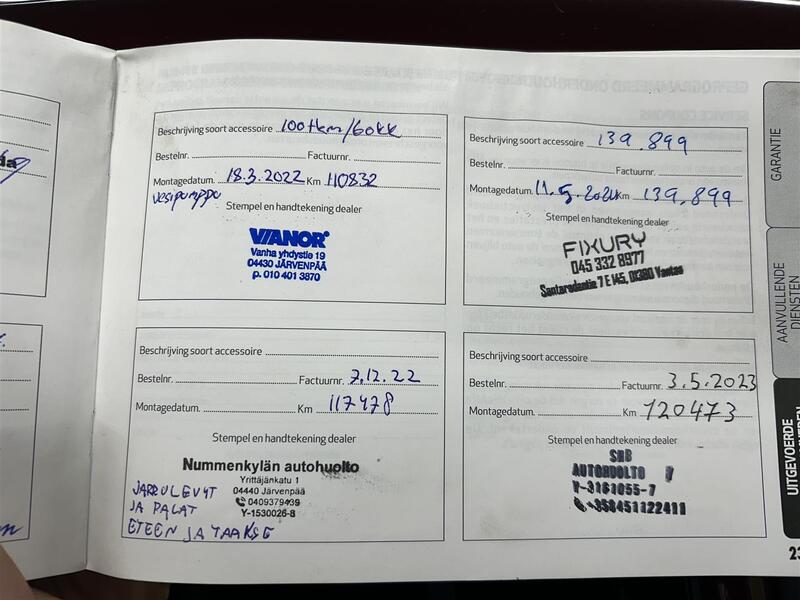 Beschrijving soort accessoire 100tkm/60kk
Bestelnr. Factuurnr.
Montagedatum. 18.3.2022 Km 110832
vesipumppu
Stempel en handtekening dealer
VIANOR
Vanha yhdystie 19
04430 JÄRVENPÄÄ
p. 010 401 3870
Beschrijving soort accessoire 139.899
Bestelnr. Factuurnr.
Montagedatum. 11.5.2024 Km 139,899
Stempel en handtekening dealer
FIXURY
045 332 8977
Santaradantie 7 E 145, 01380 Vantaa
Beschrijving soort accessoire
Bestelnr. Factuurnr. 7.12.22
Montagedatum. Km 117478
Stempel en handtekening dealer
Nummenkylän autohuolto
Yrittäjänkatu 1
04440 Järvenpää
0409379439
Y-1530026-8
JARRULEVYT
JA PALAT
ETEEN JA TAAKSE
Beschrijving soort accessoire
Bestelnr. Factuurnr. 3.5.2023
Montagedatum. Km 120473
Stempel en handtekening dealer
AUTOHUOLTO
Y-3161055-7
+358451122411
GARANTIE
AANVULLENDE
DIENSTEN
UITGEVOERDE
23